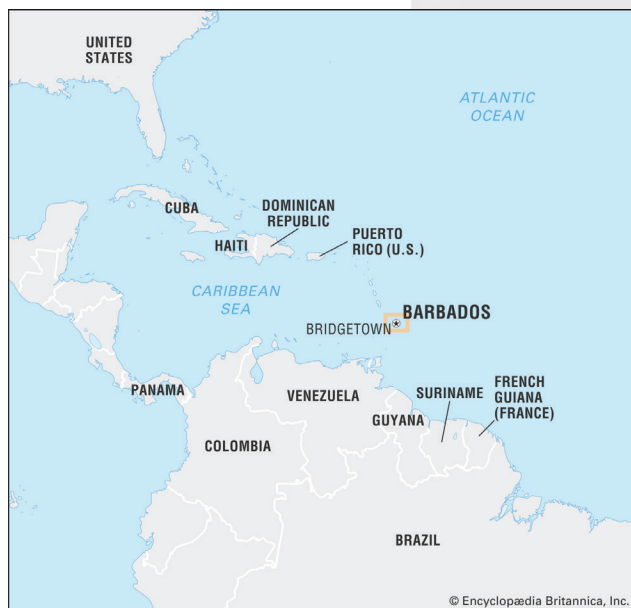 UNITED
STATES
ATLANTIC
OCEAN
CUBA
DOMINICAN
REPUBLIC
HAITI
PUERTO
RICO (U.S.)
CARIBBEAN
SEA
BARBADOS
BRIDGETOWN
PANAMA
VENEZUELA
SURINAME
FRENCH
GUIANA
(FRANCE)
GUYANA
COLOMBIA
BRAZIL
© Encyclopædia Britannica, Inc.